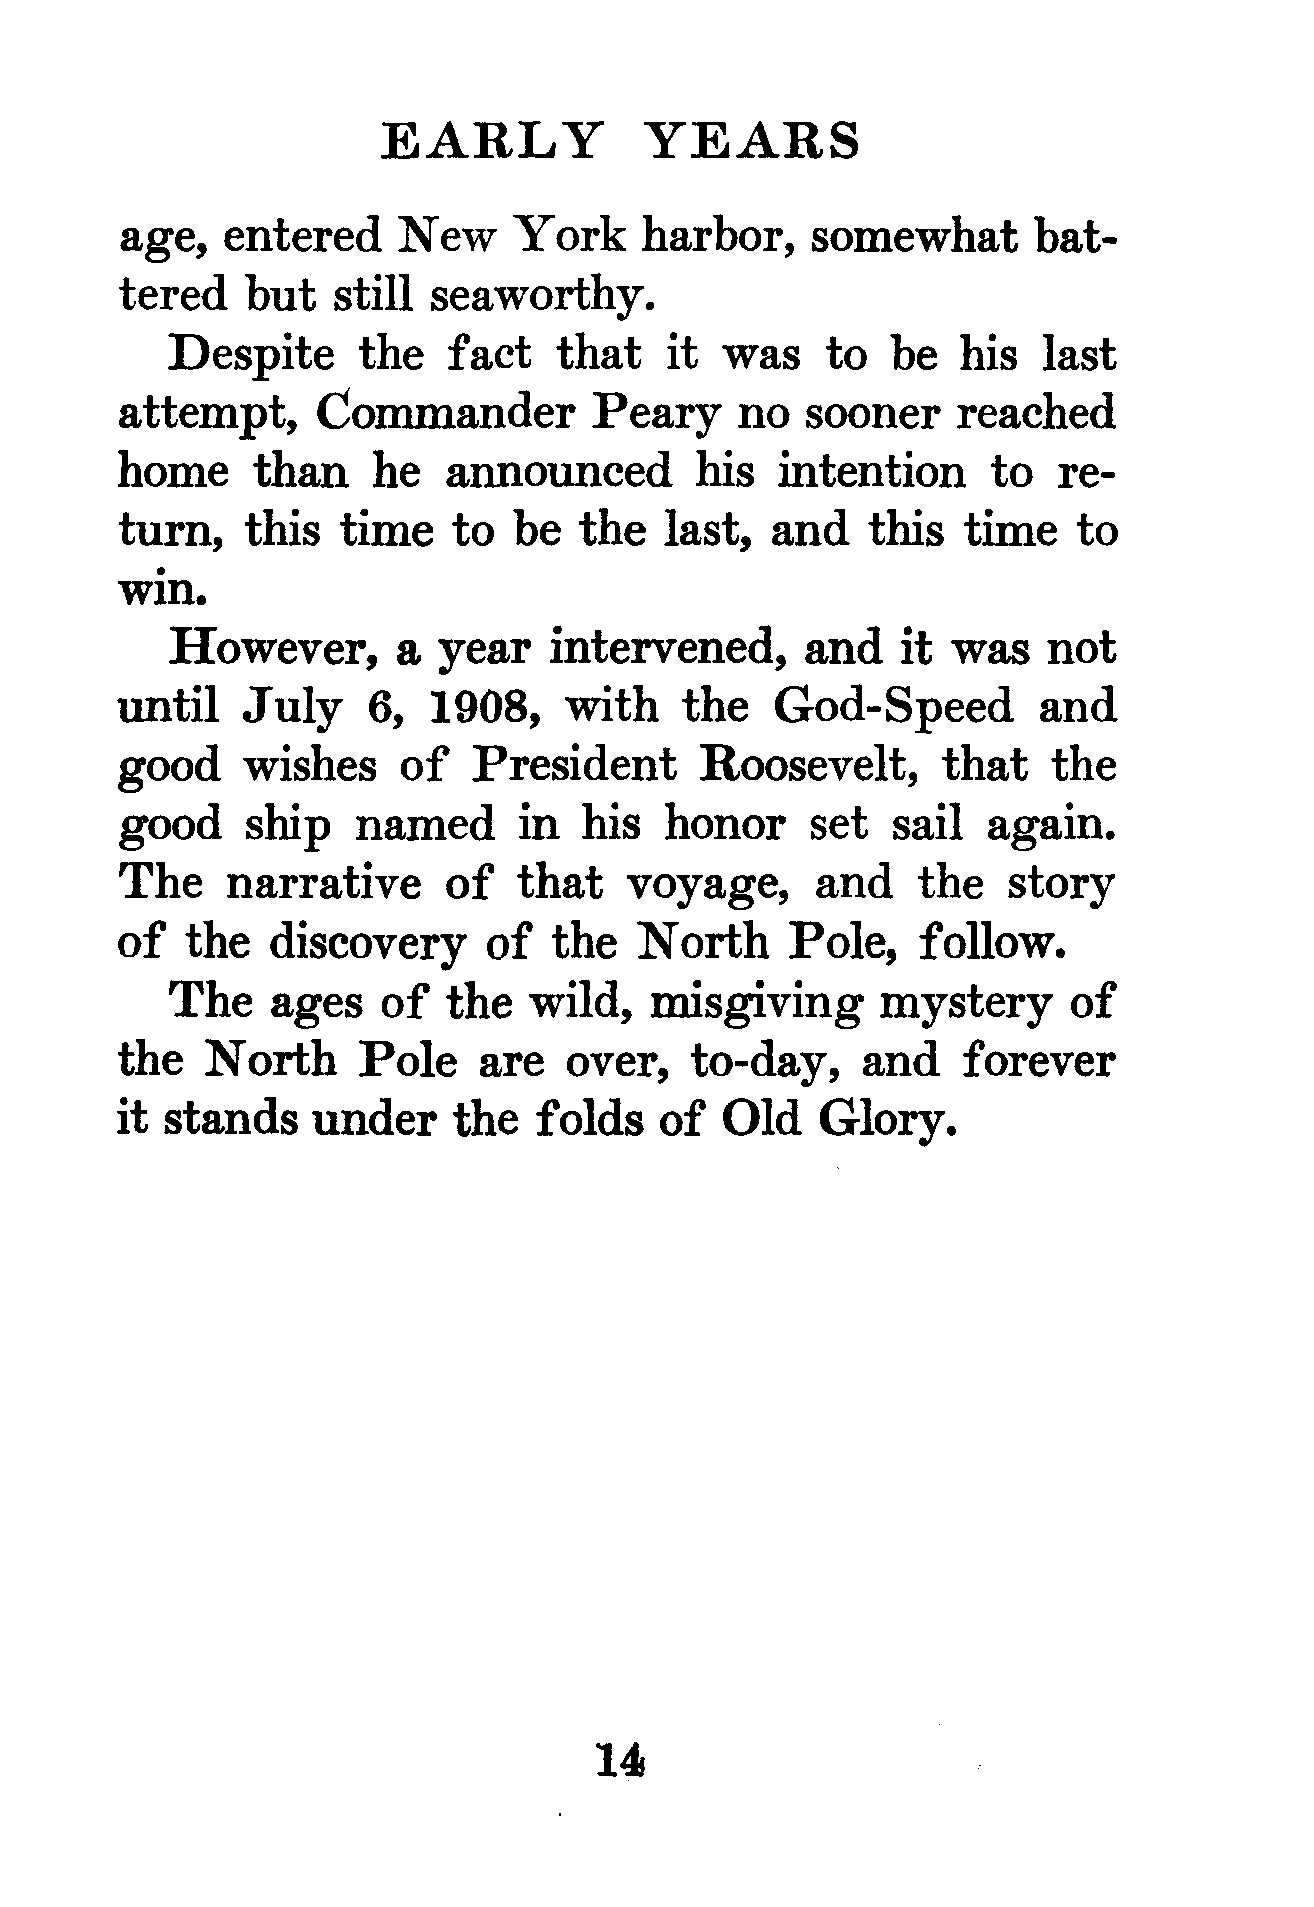 EARLY YEARS
age, entered New York harbor, somewhat bat-
tered but still seaworthy.
Despite the fact that it was to be his last
attempt, Commander Peary no sooner reached
home than he announced his intention to re-
turn, this time to be the last, and this time to
win.
However, a year intervened, and it was not
until July 6, 1908, with the God-Speed and
good wishes of President Roosevelt, that the
good ship named in his honor set sail again.
The narrative of that voyage, and the story
of the discovery of the North Pole, follow.
The ages of the wild, misgiving mystery of
the North Pole are over, to-day, and forever
it stands under the folds of Old Glory.
14